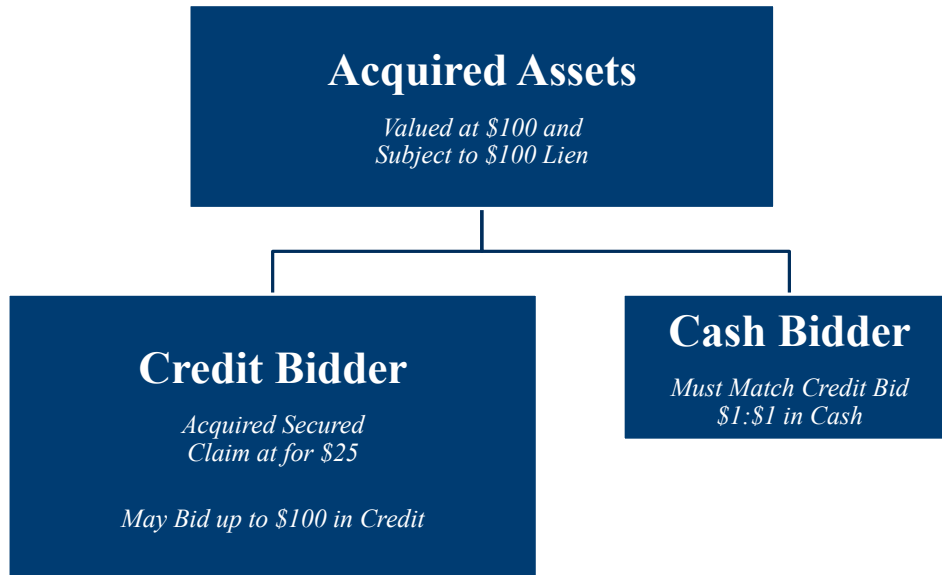 Acquired Assets
Valued at $100 and
Subject to $100 Lien
Credit Bidder
Acquired Secured
Claim at for $25
May Bid up to $100 in Credit
Cash Bidder
Must Match Credit Bid
$1:$1 in Cash